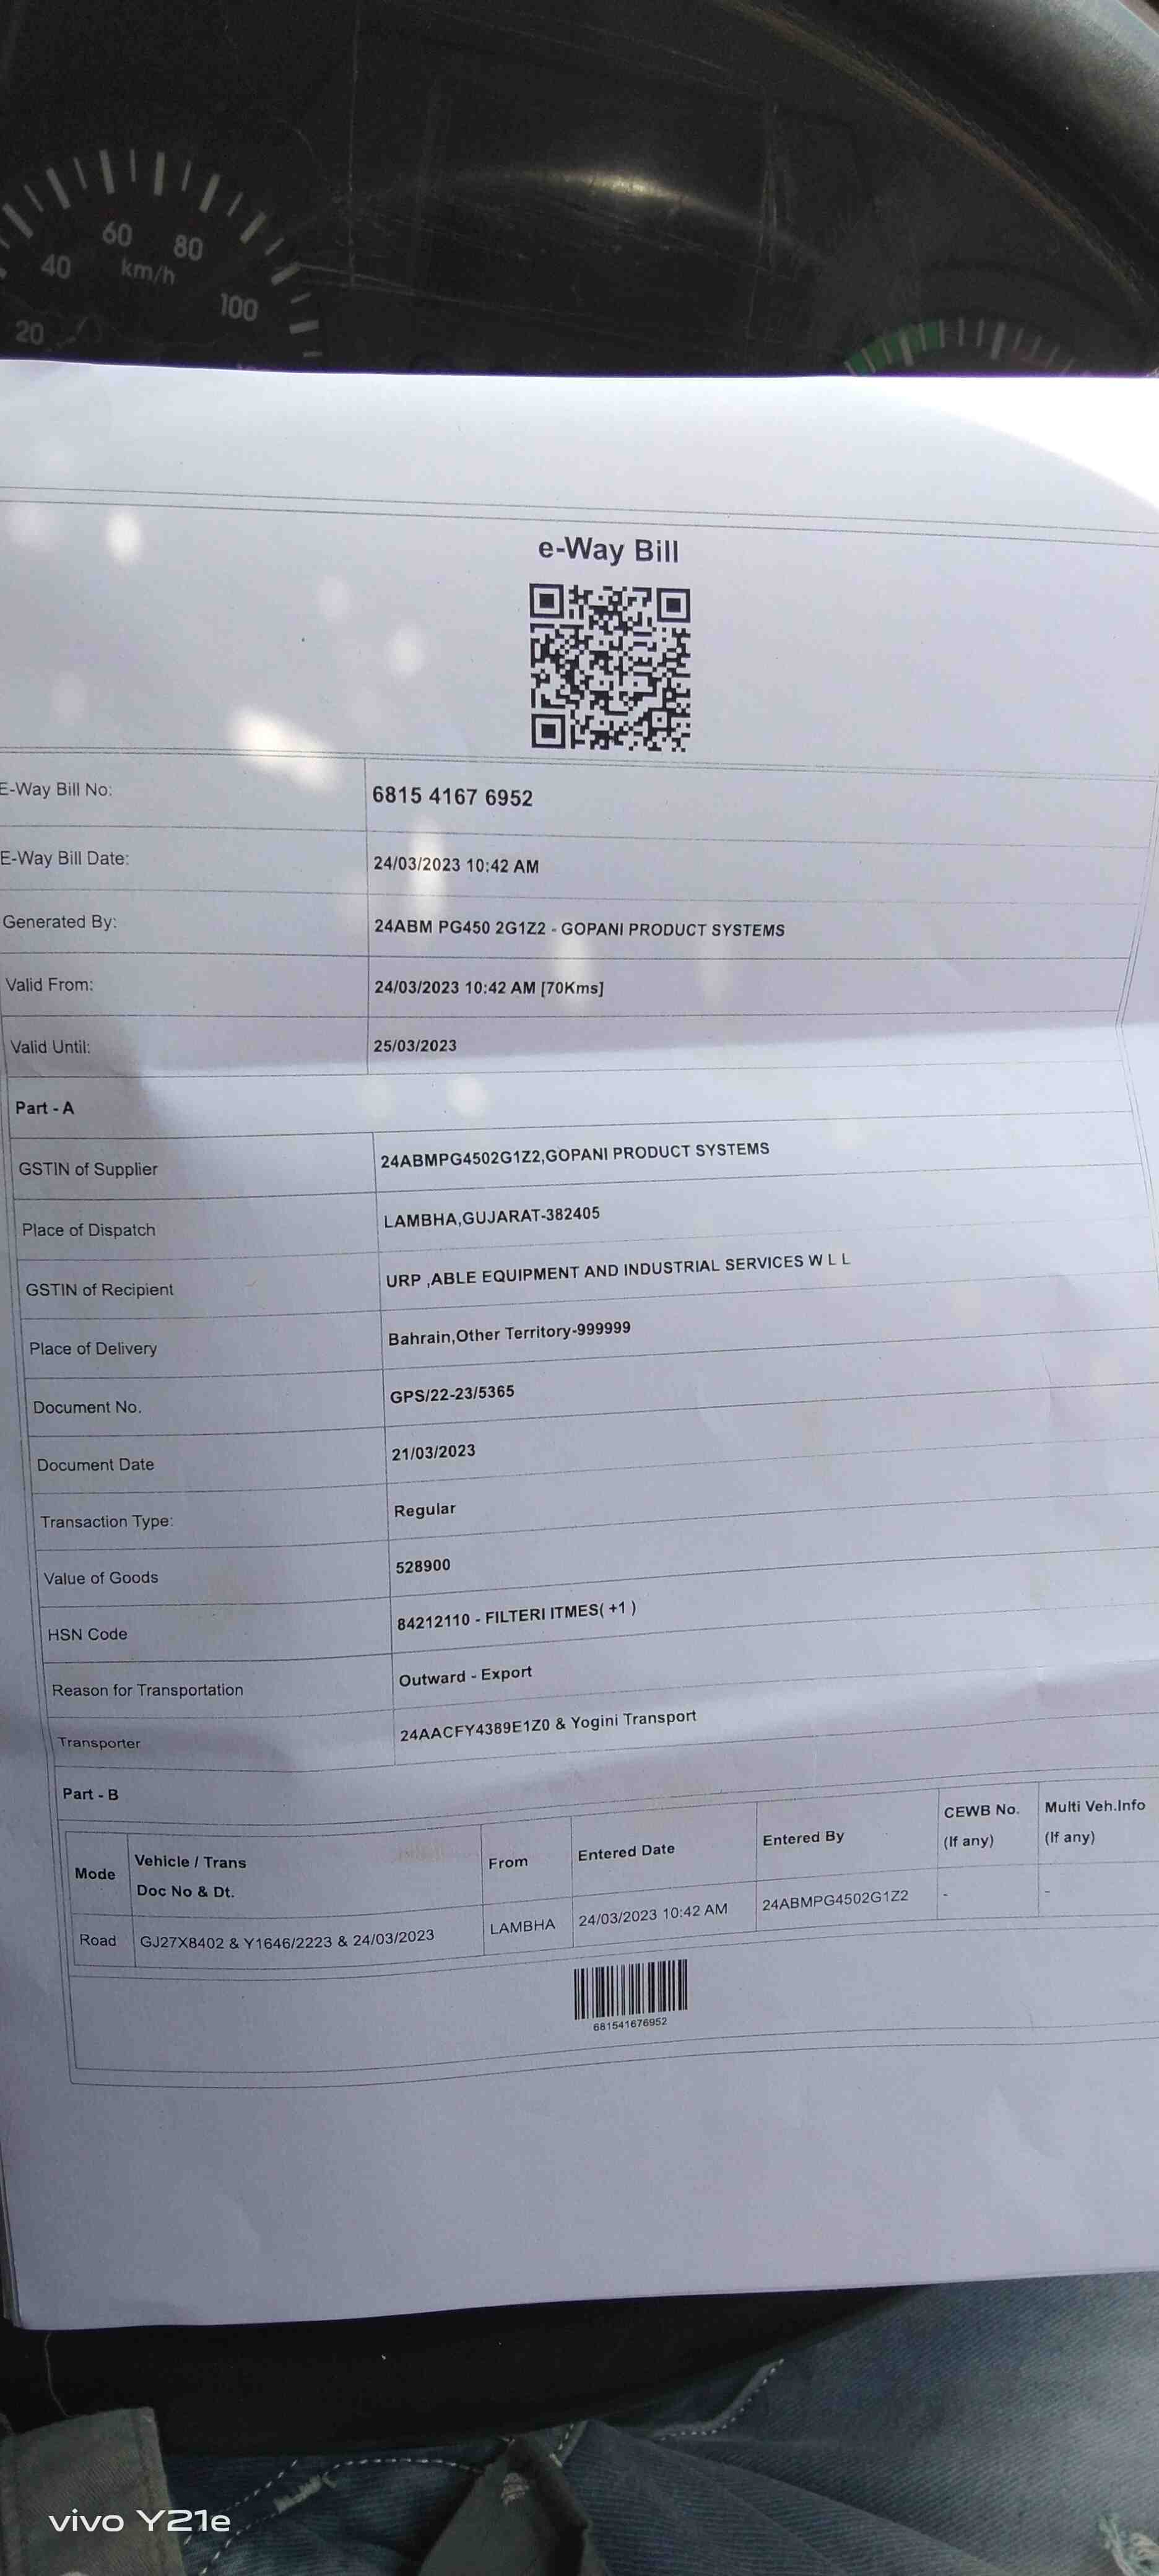 60 80
40 km/h
100
20
e-Way Bill
E-Way Bill No: 6815 4167 6952
E-Way Bill Date: 24/03/2023 10:42 AM
Generated By: 24ABM PG450 2G1Z2 - GOPANI PRODUCT SYSTEMS
Valid From: 24/03/2023 10:42 AM [70Kms]
Valid Until: 25/03/2023
Part - A
GSTIN of Supplier 24ABMPG4502G1Z2,GOPANI PRODUCT SYSTEMS
Place of Dispatch LAMBHA,GUJARAT-382405
GSTIN of Recipient URP ,ABLE EQUIPMENT AND INDUSTRIAL SERVICES W L L
Place of Delivery Bahrain,Other Territory-999999
Document No. GPS/22-23/5365
Document Date 21/03/2023
Transaction Type: Regular
Value of Goods 528900
HSN Code 84212110 - FILTERI ITMES( +1 )
Reason for Transportation Outward - Export
Transporter 24AACFY4389E1Z0 & Yogini Transport
Part - B
Mode Vehicle / Trans Doc No & Dt. From Entered Date Entered By CEWB No. (If any) Multi Veh.Info (If any)
Road GJ27X8402 & Y1646/2223 & 24/03/2023 LAMBHA 24/03/2023 10:42 AM 24ABMPG4502G1Z2 - -
681541676952
vivo Y21e